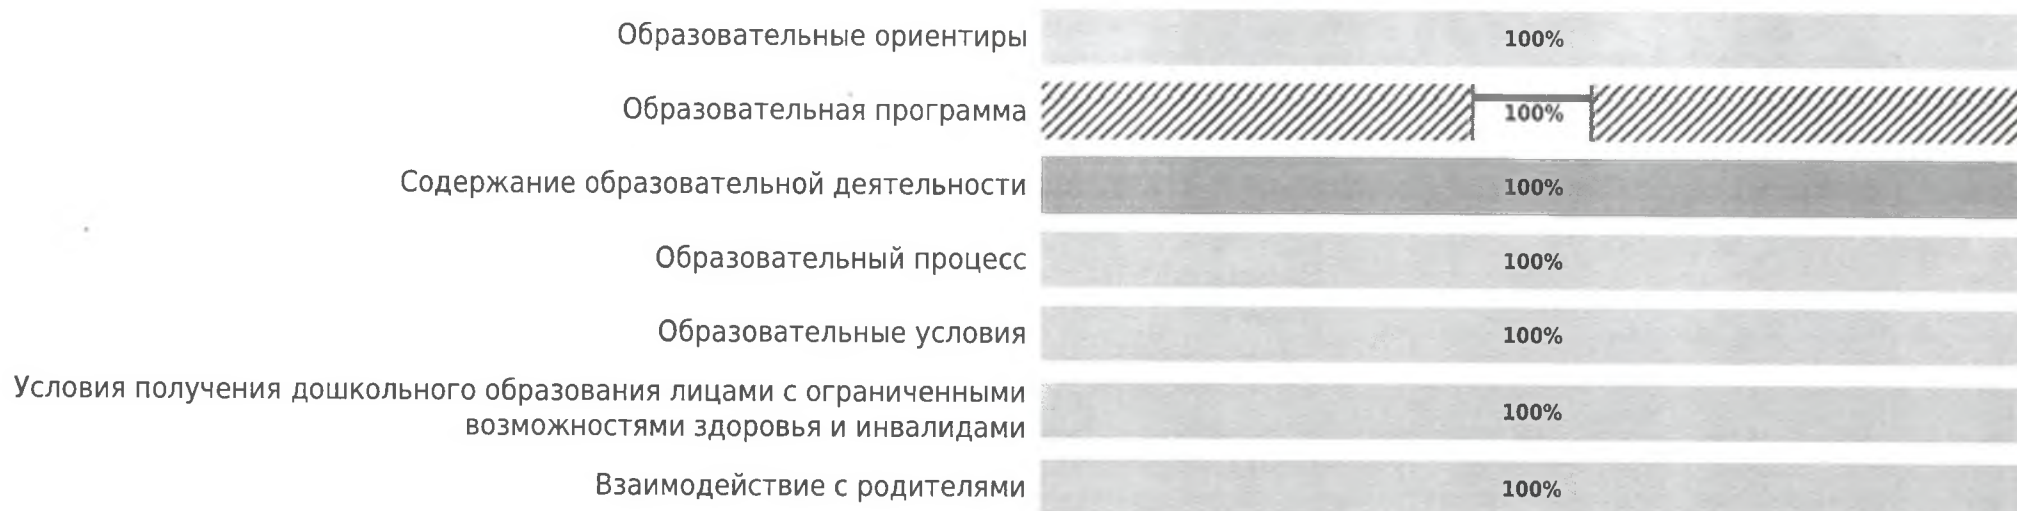 Образовательные ориентиры 100%
Образовательная программа 100%
Содержание образовательной деятельности 100%
Образовательный процесс 100%
Образовательные условия 100%
Условия получения дошкольного образования лицами с ограниченными
возможностями здоровья и инвалидами 100%
Взаимодействие с родителями 100%